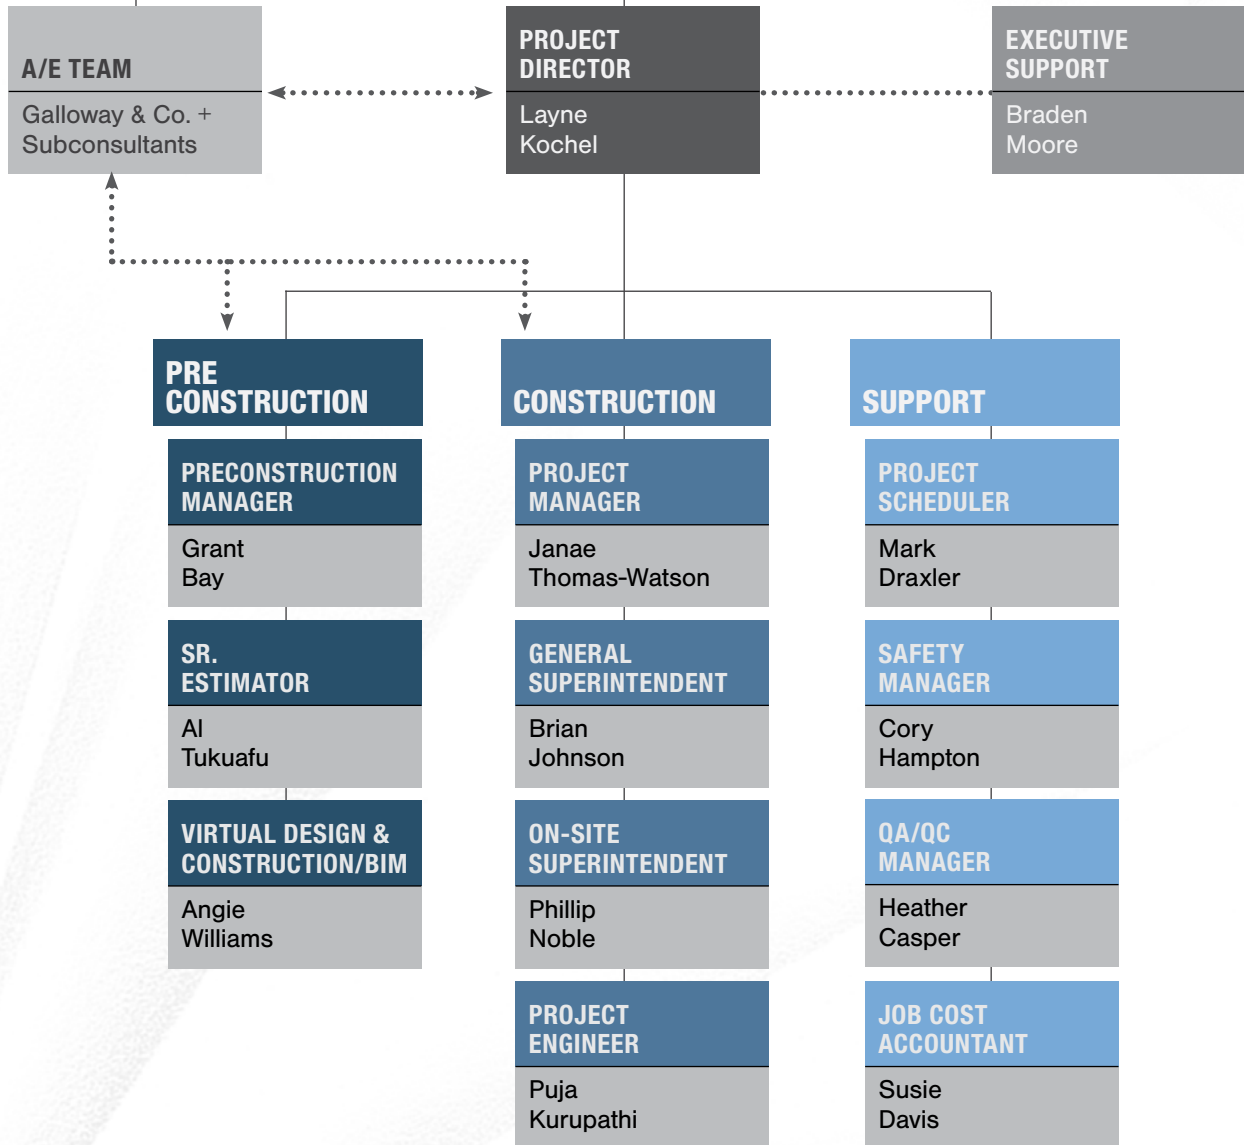 A/E TEAM
Galloway & Co. +
Subconsultants
PROJECT
DIRECTOR
Layne
Kochel
EXECUTIVE
SUPPORT
Braden
Moore
PRE
CONSTRUCTION
PRECONSTRUCTION
MANAGER
Grant
Bay
SR.
ESTIMATOR
Al
Tukuafu
VIRTUAL DESIGN &
CONSTRUCTION/BIM
Angie
Williams
CONSTRUCTION
PROJECT
MANAGER
Janae
Thomas-Watson
GENERAL
SUPERINTENDENT
Brian
Johnson
ON-SITE
SUPERINTENDENT
Phillip
Noble
PROJECT
ENGINEER
Puja
Kurupathi
SUPPORT
PROJECT
SCHEDULER
Mark
Draxler
SAFETY
MANAGER
Cory
Hampton
QA/QC
MANAGER
Heather
Casper
JOB COST
ACCOUNTANT
Susie
Davis